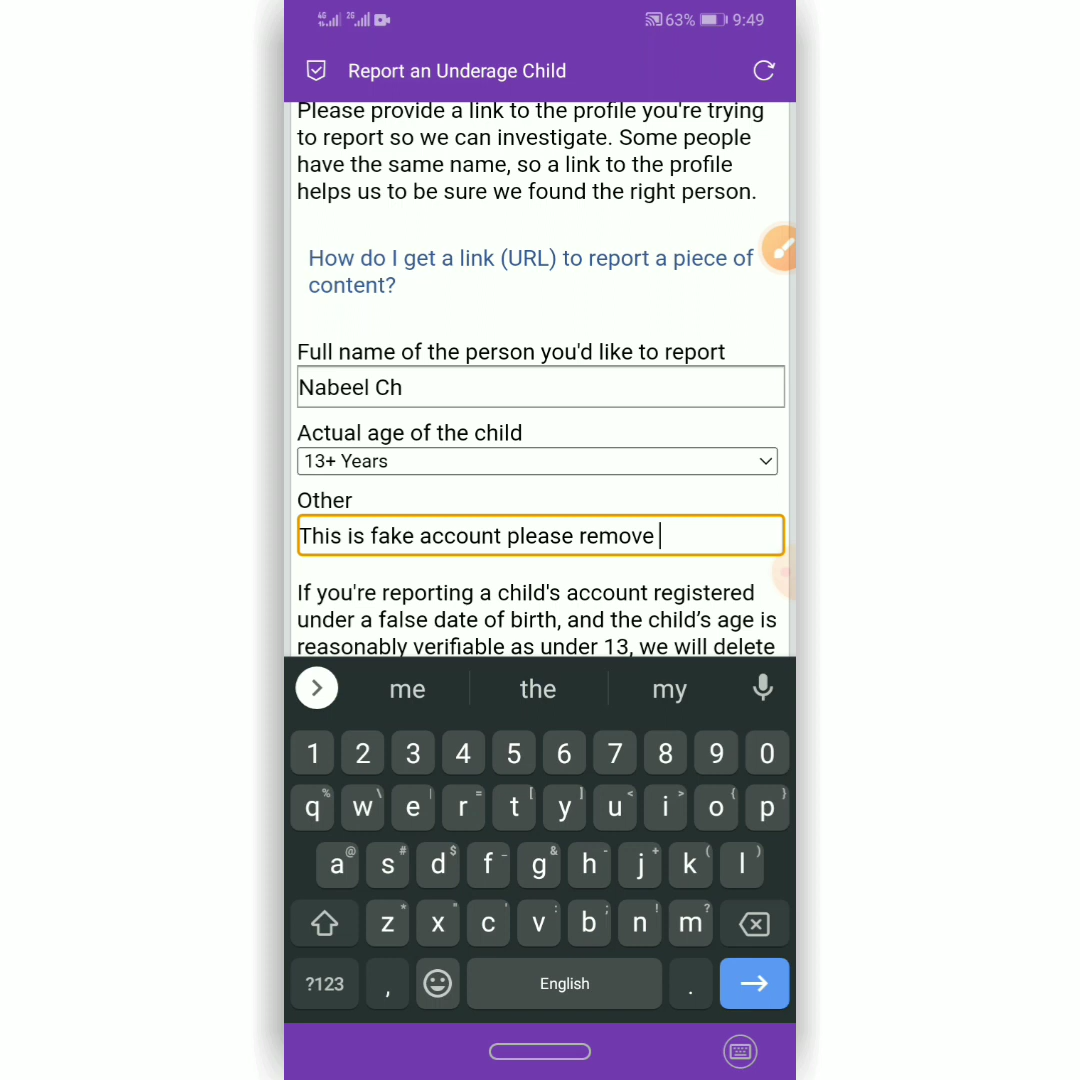 4G 2G 63% 9:49
Report an Underage Child
Please provide a link to the profile you're trying
to report so we can investigate. Some people
have the same name, so a link to the profile
helps us to be sure we found the right person.
How do I get a link (URL) to report a piece of
content?
Full name of the person you'd like to report
Nabeel Ch
Actual age of the child
13+ Years
Other
This is fake account please remove
If you're reporting a child's account registered
under a false date of birth, and the child’s age is
reasonably verifiable as under 13, we will delete
me the my
1 2 3 4 5 6 7 8 9 0
% \ | = [ ] < > { }
q w e r t y u i o p
@ # $ _ & - + ( )
a s d f g h j k l
* " ' : ; ! ?
z x c v b n m
?123 , English .